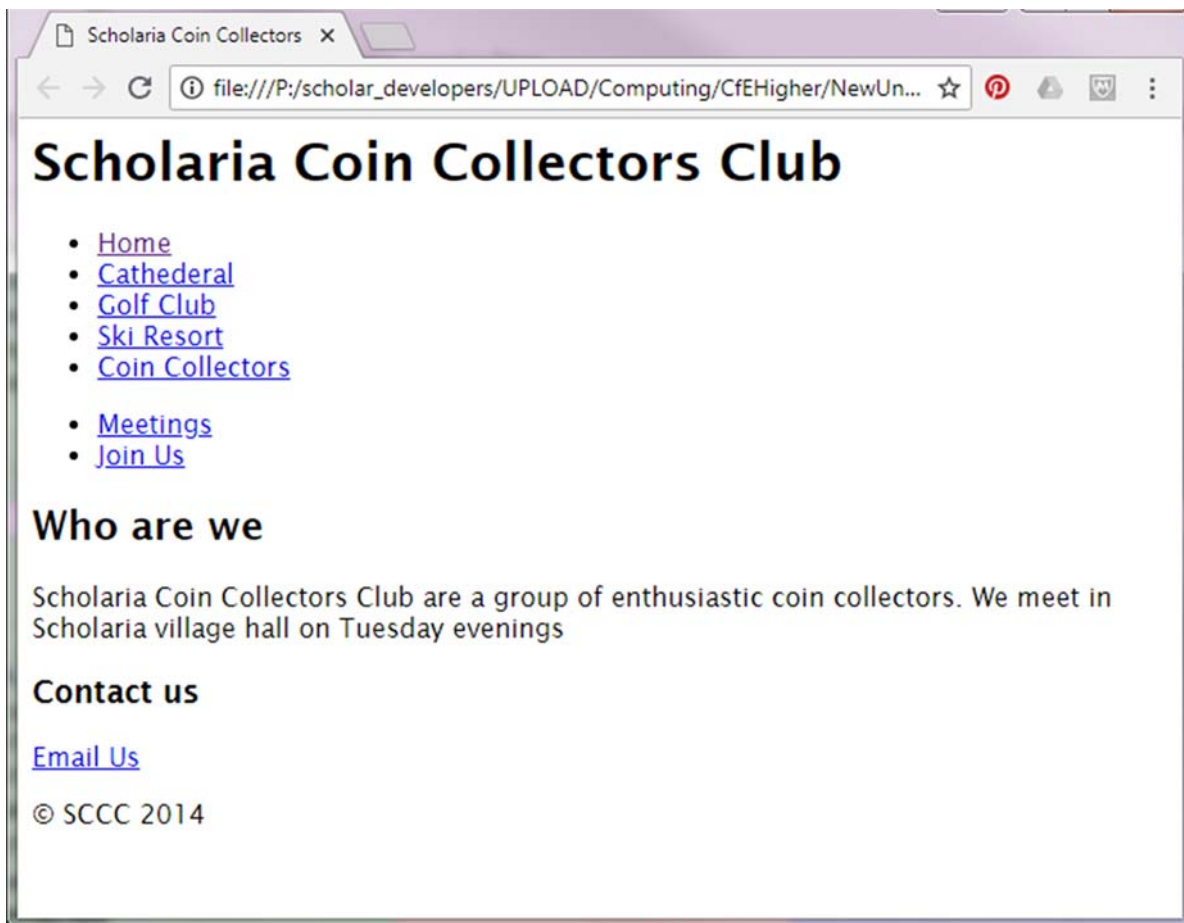 Scholaria Coin Collectors
file:///P:/scholar_developers/UPLOAD/Computing/CfEHigher/NewUn...
Scholaria Coin Collectors Club
• Home
• Cathederal
• Golf Club
• Ski Resort
• Coin Collectors
• Meetings
• Join Us
Who are we
Scholaria Coin Collectors Club are a group of enthusiastic coin collectors. We meet in
Scholaria village hall on Tuesday evenings
Contact us
Email Us
© SCCC 2014